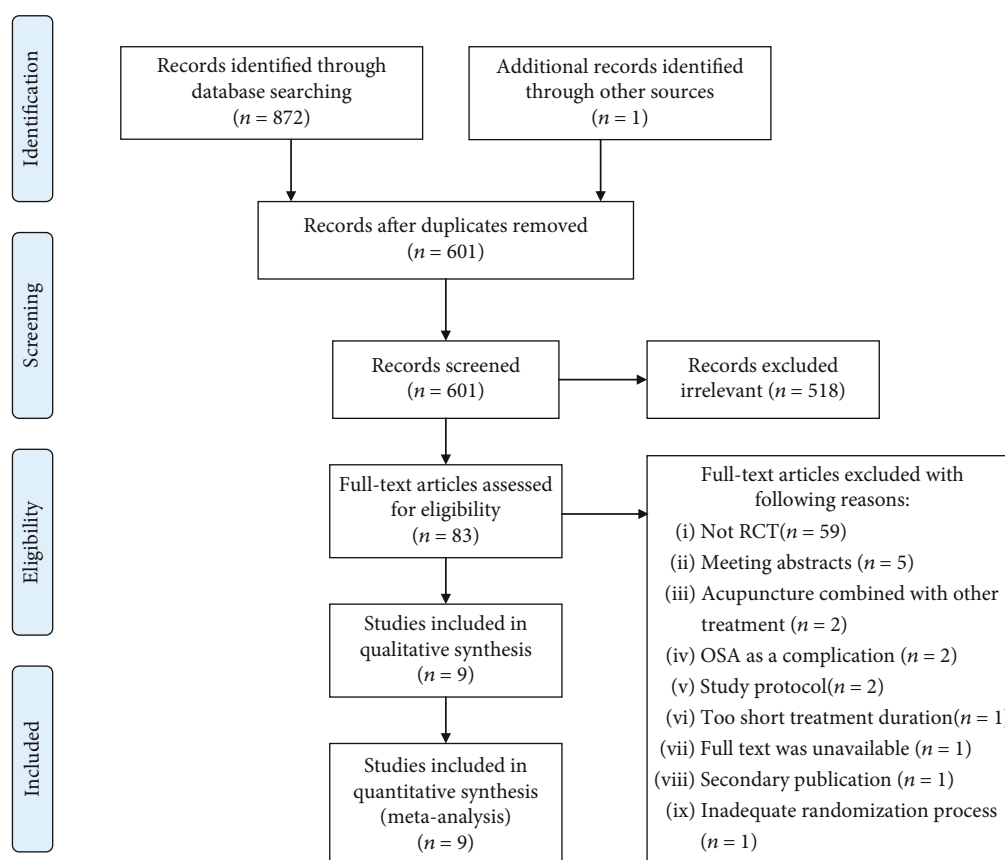 Identification
Records identified through
database searching
(n = 872)
Additional records identified
through other sources
(n = 1)
Records after duplicates removed
(n = 601)
Screening
Records screened
(n = 601)
Records excluded
irrelevant (n = 518)
Eligibility
Full-text articles assessed
for eligibility
(n = 83)
Full-text articles excluded with
following reasons:
(i) Not RCT(n = 59)
(ii) Meeting abstracts (n = 5)
(iii) Acupuncture combined with other
treatment (n = 2)
(iv) OSA as a complication (n = 2)
(v) Study protocol(n = 2)
(vi) Too short treatment duration(n = 1)
(vii) Full text was unavailable (n = 1)
(viii) Secondary publication (n = 1)
(ix) Inadequate randomization process
(n = 1)
Studies included in
qualitative synthesis
(n = 9)
Included
Studies included in
quantitative synthesis
(meta-analysis)
(n = 9)